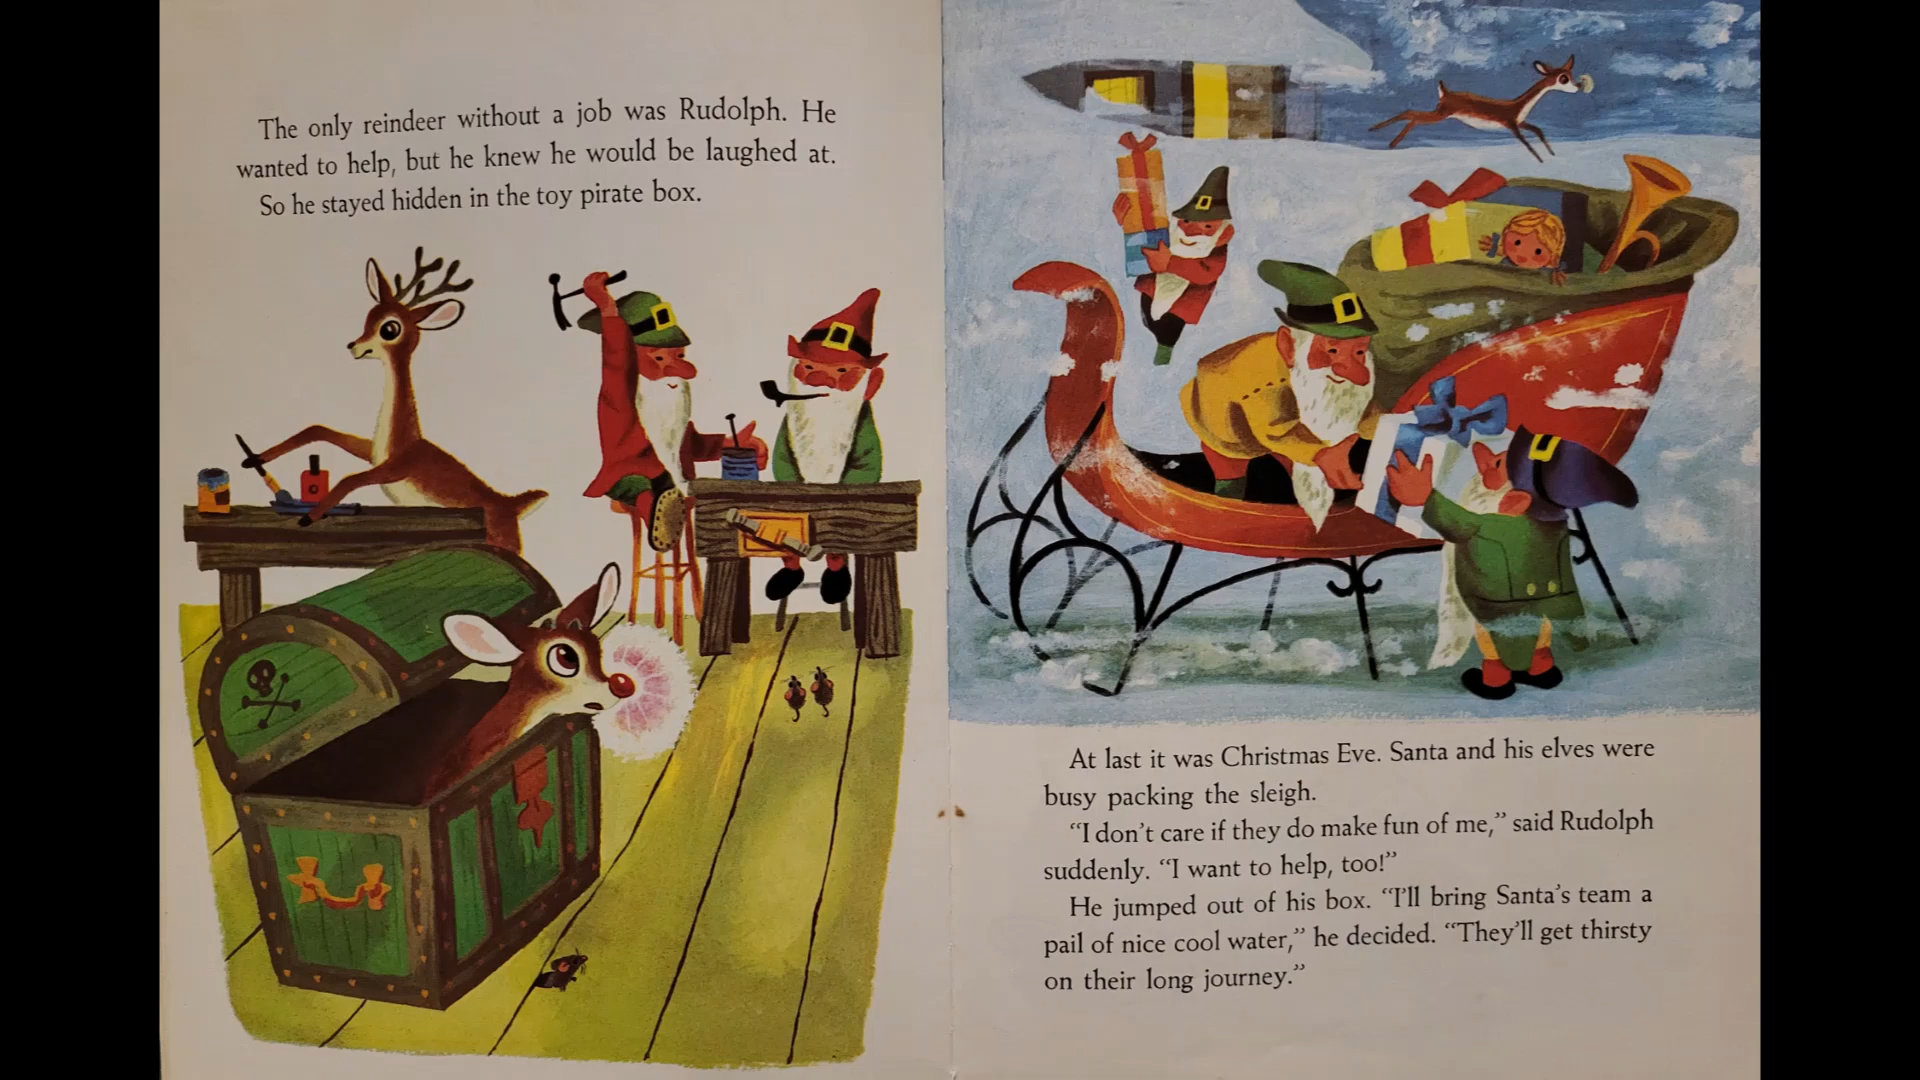 The only reindeer without a job was Rudolph. He
wanted to help, but he knew he would be laughed at.
So he stayed hidden in the toy pirate box.
At last it was Christmas Eve. Santa and his elves were
busy packing the sleigh.
“I don’t care if they do make fun of me,” said Rudolph
suddenly. “I want to help, too!”
He jumped out of his box. “I’ll bring Santa’s team a
pail of nice cool water,” he decided. “They’ll get thirsty
on their long journey.”